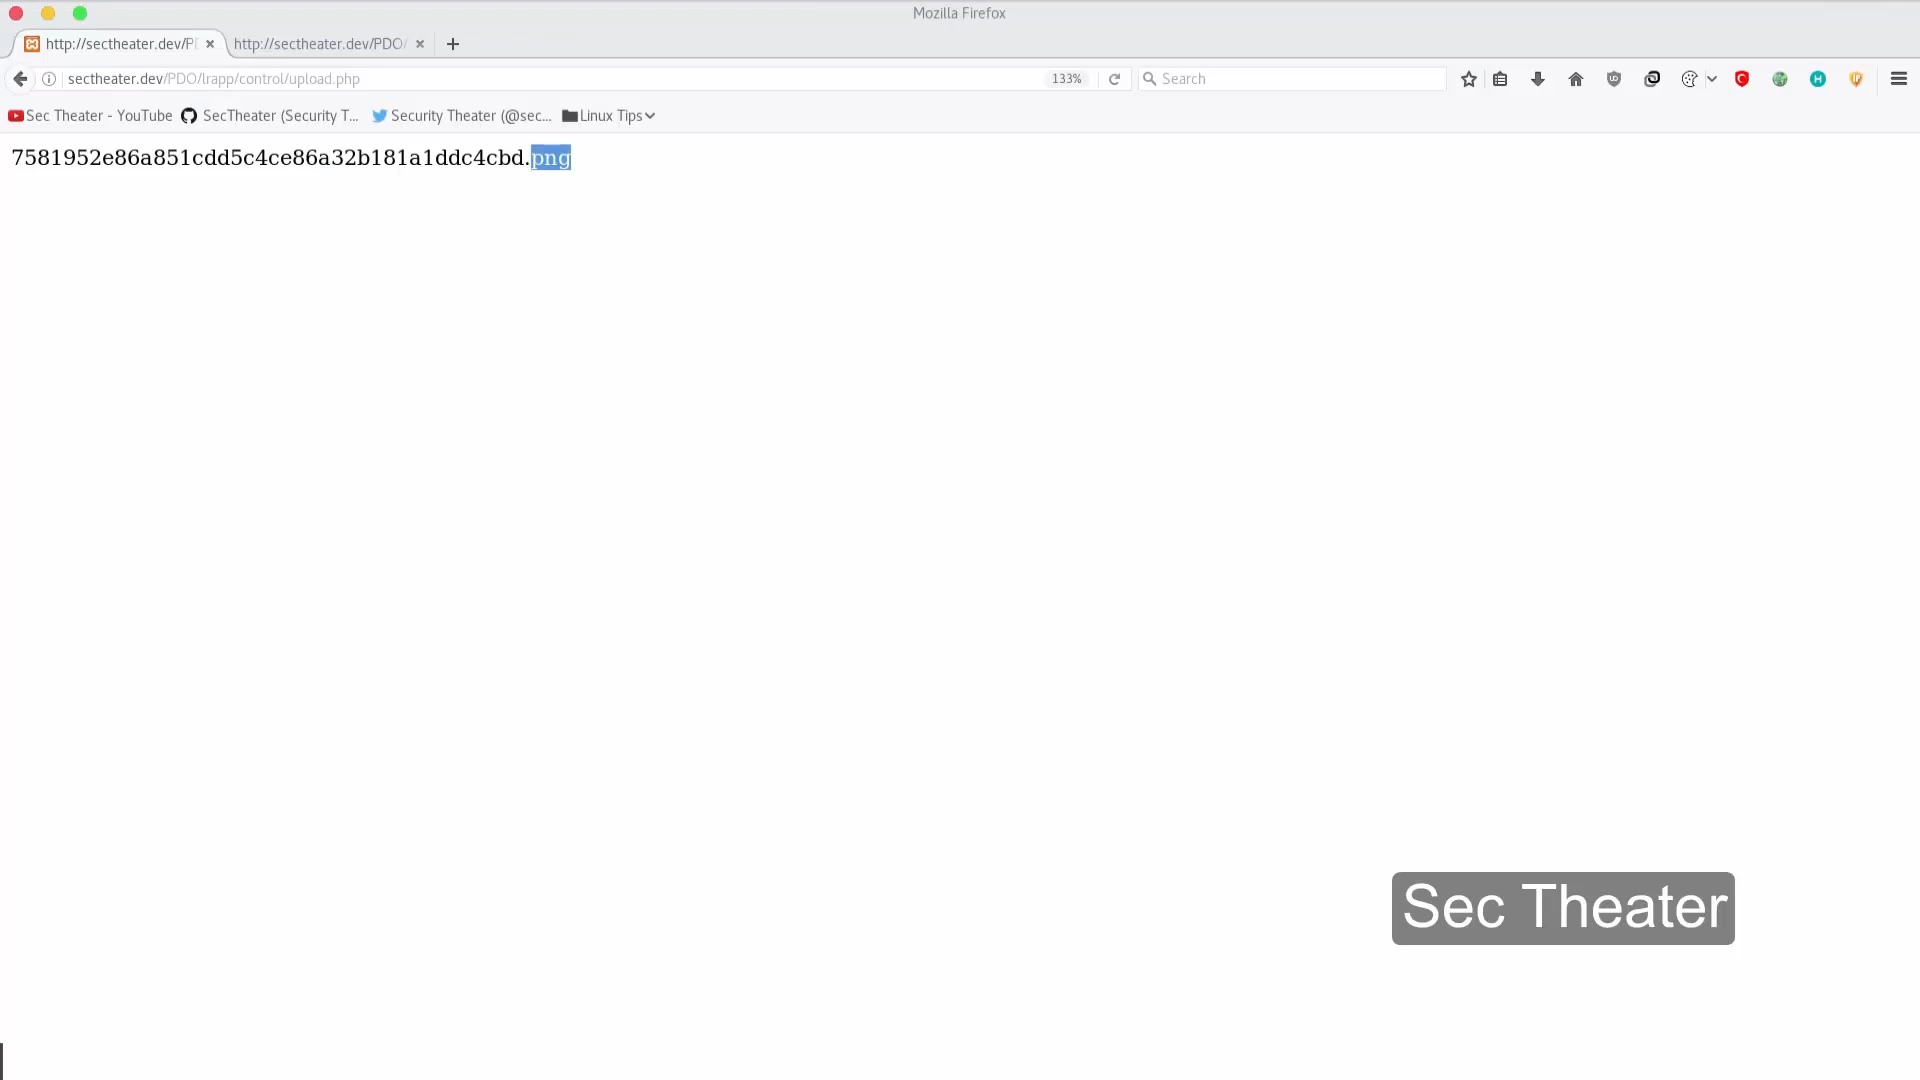 Mozilla Firefox
http://sectheater.dev/P
http://sectheater.dev/PDO/
sectheater.dev/PDO/lrapp/control/upload.php
133%
Search
Sec Theater - YouTube
SecTheater (Security T...
Security Theater (@sec...
Linux Tips
7581952e86a851cdd5c4ce86a32b181a1ddc4cbd.png
Sec Theater